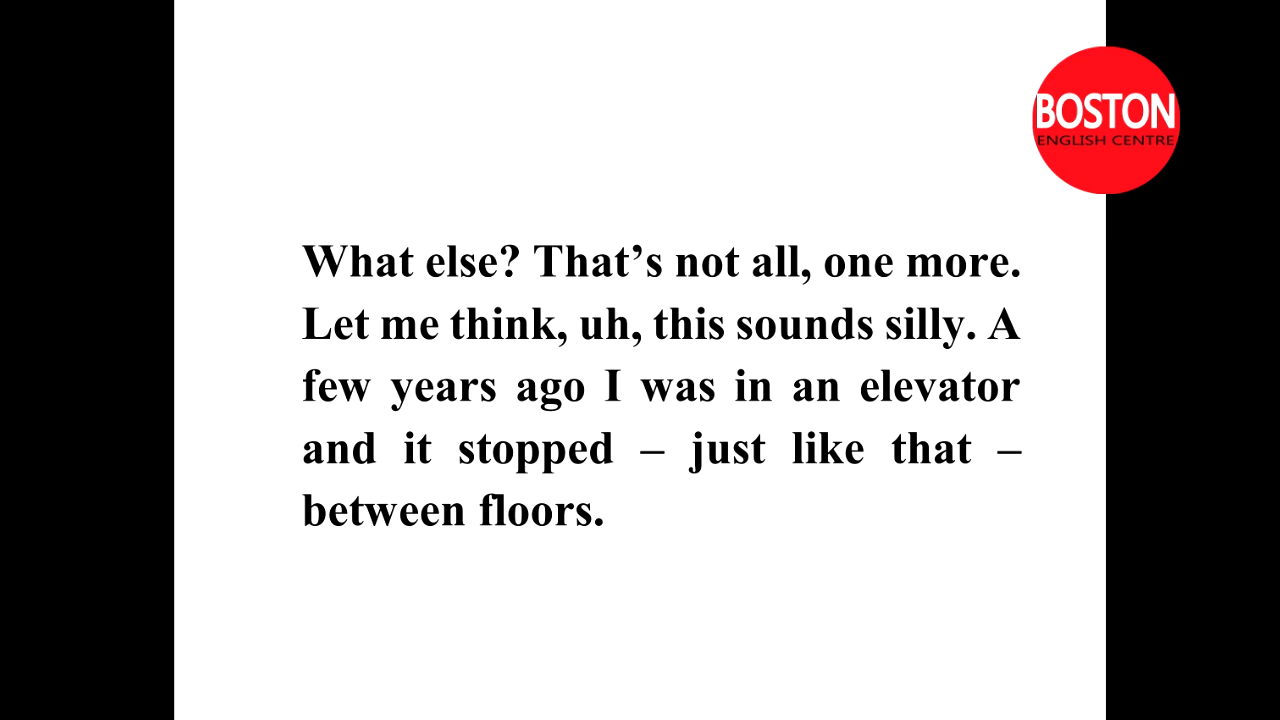 BOSTON
ENGLISH CENTRE
What else? That’s not all, one more.
Let me think, uh, this sounds silly. A
few years ago I was in an elevator
and it stopped – just like that –
between floors.